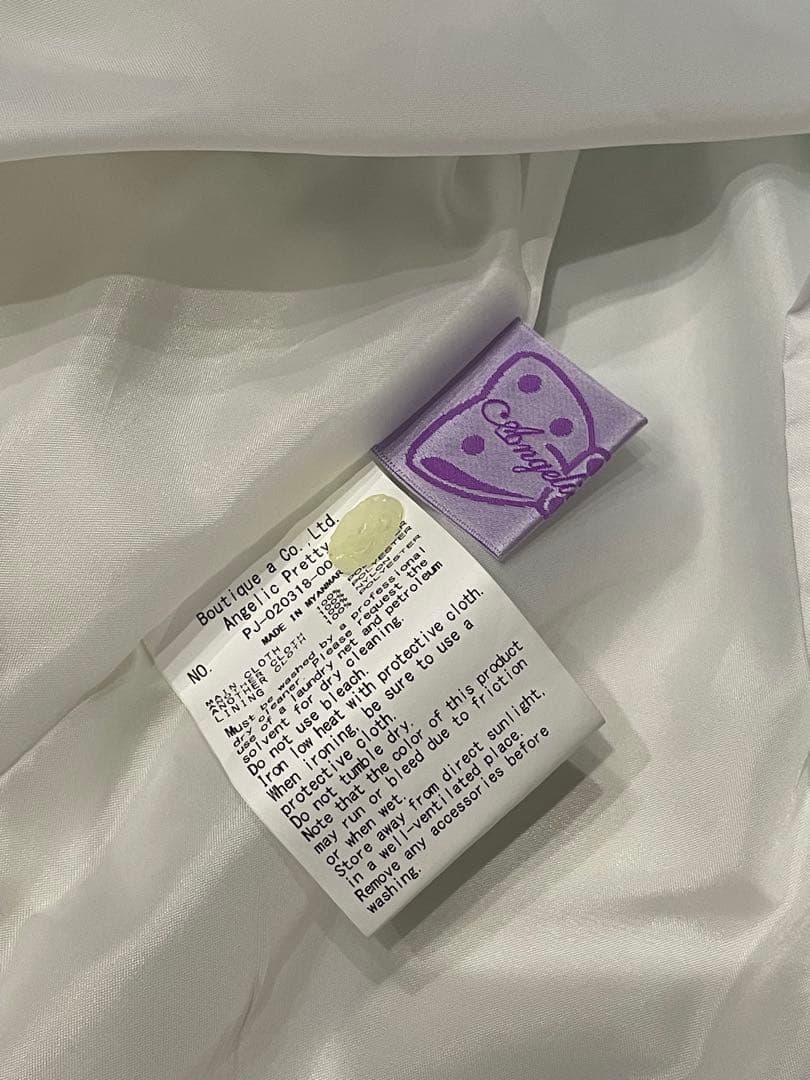 Angelic
Boutique a Co.,Ltd.
Angelic Pretty
NO. PJ-020318-00
MADE IN MYANMAR
MAIN CLOTH 100%
ANOTHER CLOTH 100% NYLON
LINING 100% POLYESTER
Must be washed by a professional
dry cleaner. Please request the
use of a laundry net and petroleum
solvent for dry cleaning.
Do not use bleach.
Iron low heat with protective cloth.
When ironing, be sure to use a
protective cloth.
Do not tumble dry.
Note that the color of this product
may run or bleed due to friction
or when wet.
Store away from direct sunlight,
in a well-ventilated place.
Remove any accessories before
washing.